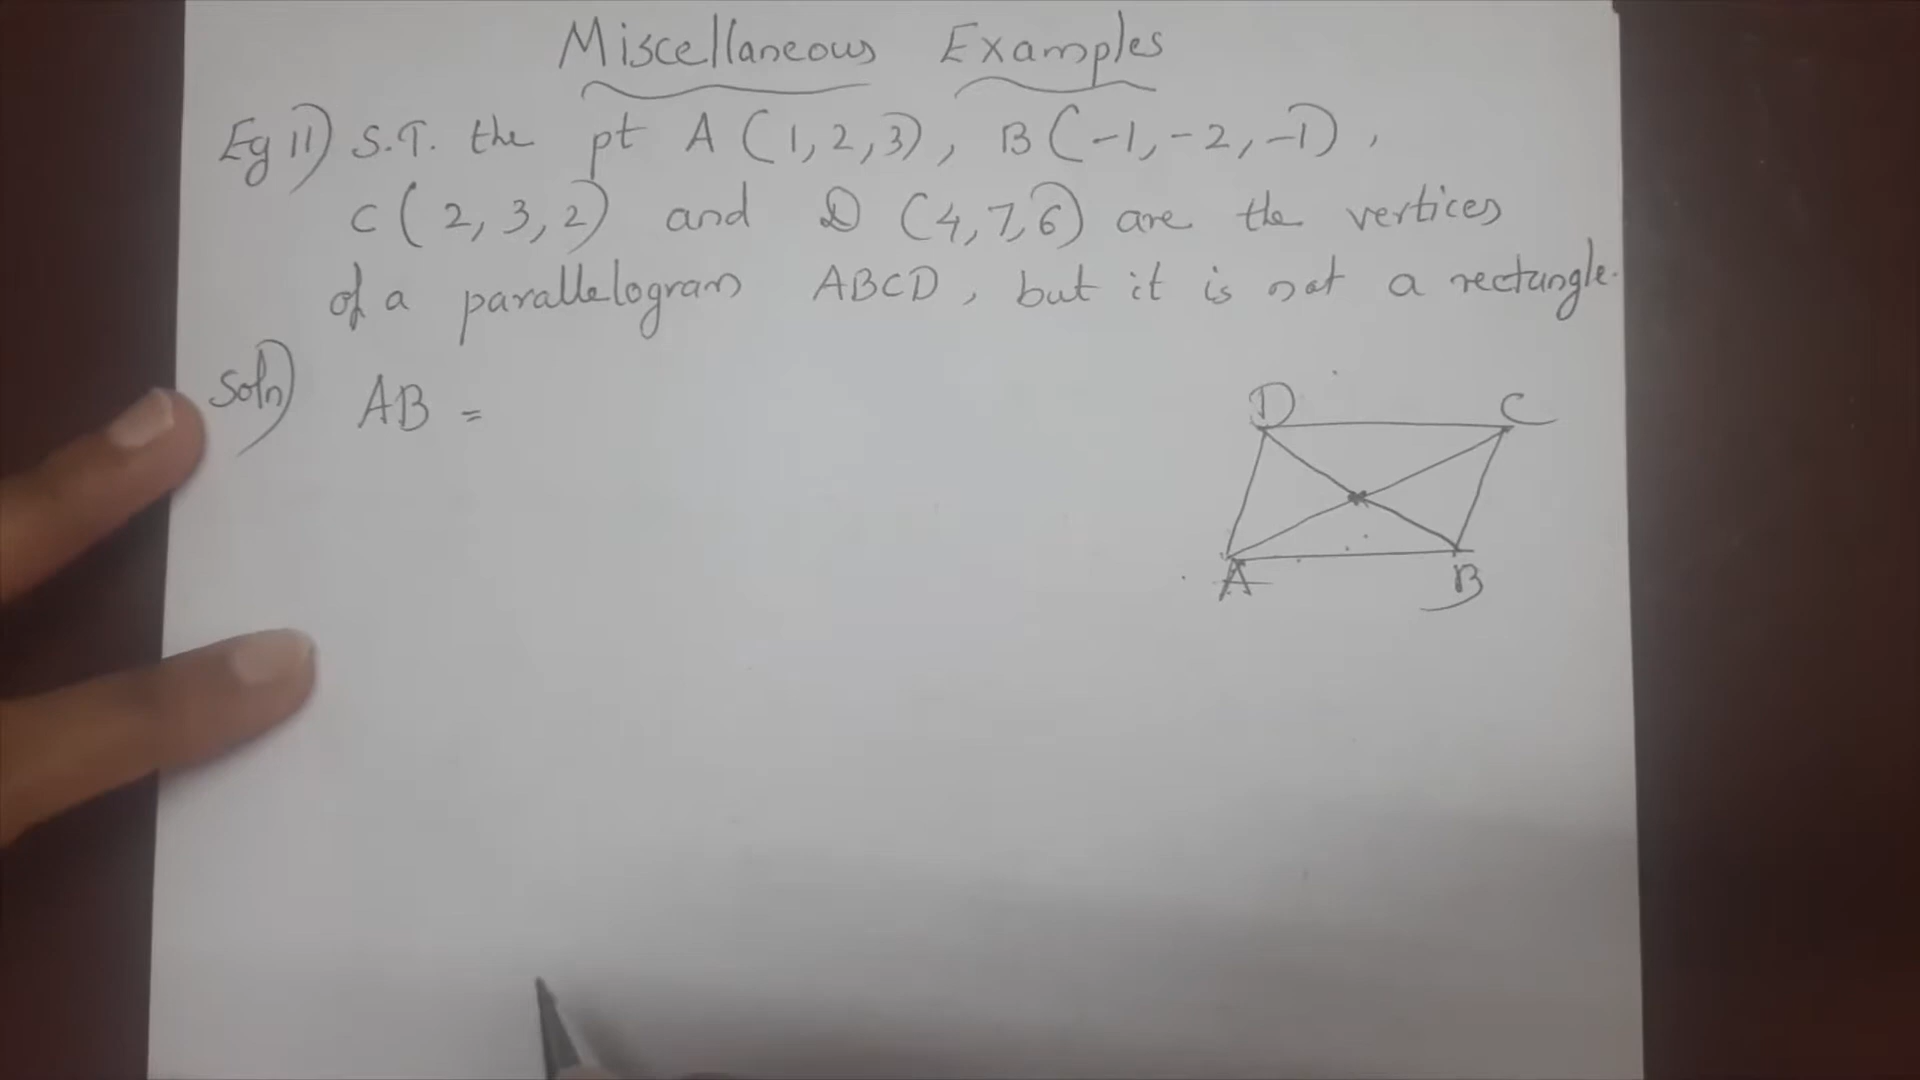 Miscellaneous Examples
Eg 11) S.T. the pt A (1, 2, 3), B (-1, -2, -1),
C (2, 3, 2) and D (4, 7, 6) are the vertices
of a parallelogram ABCD, but it is not a rectangle.
Soln) AB =
D C
A B